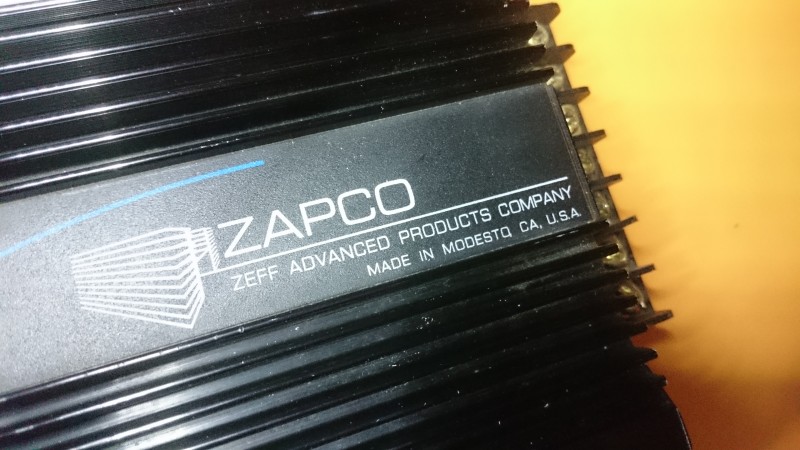 ZAPCO
ZEFF ADVANCED PRODUCTS COMPANY
MADE IN MODESTO, CA, U.S.A.